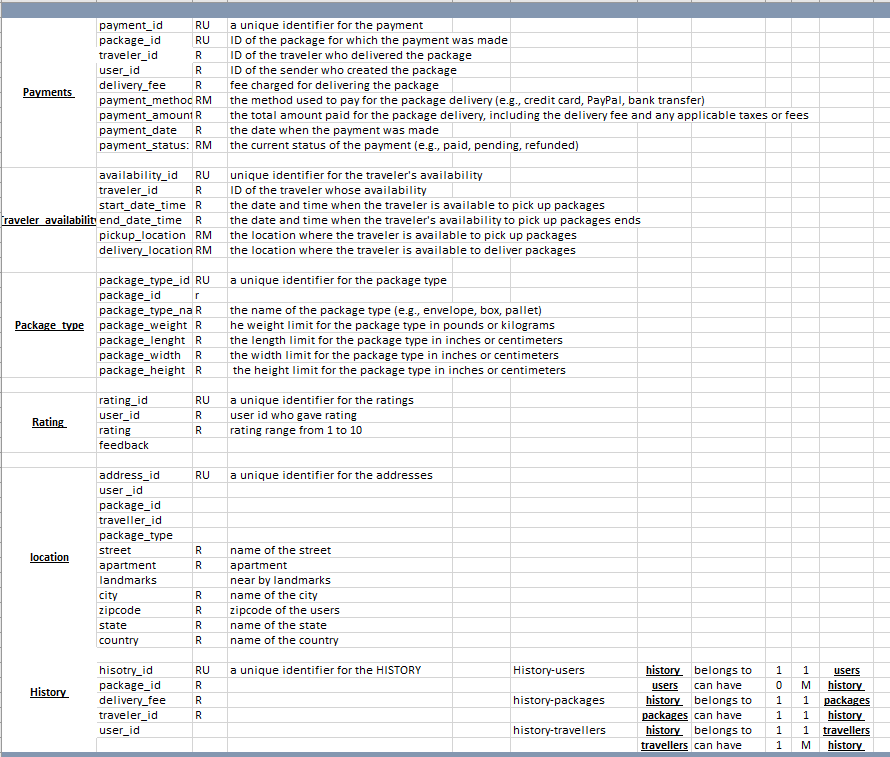 payment_id RU a unique identifier for the payment
package_id RU ID of the package for which the payment was made
traveler_id R ID of the traveler who delivered the package
user_id R ID of the sender who created the package
delivery_fee R fee charged for delivering the package
Payments
payment_method RM the method used to pay for the package delivery (e.g., credit card, PayPal, bank transfer)
payment_amount R the total amount paid for the package delivery, including the delivery fee and any applicable taxes or fees
payment_date R the date when the payment was made
payment_status: RM the current status of the payment (e.g., paid, pending, refunded)
availability_id RU unique identifier for the traveler's availability
traveler_id R ID of the traveler whose availability
start_date_time R the date and time when the traveler is available to pick up packages
Traveler_availability end_date_time R the date and time when the traveler's availability to pick up packages ends
pickup_location RM the location where the traveler is available to pick up packages
delivery_location RM the location where the traveler is available to deliver packages
package_type_id RU a unique identifier for the package type
package_id r
package_type_na R the name of the package type (e.g., envelope, box, pallet)
Package_type package_weight R he weight limit for the package type in pounds or kilograms
package_lenght R the length limit for the package type in inches or centimeters
package_width R the width limit for the package type in inches or centimeters
package_height R the height limit for the package type in inches or centimeters
rating_id RU a unique identifier for the ratings
user_id R user id who gave rating
Rating
rating R rating range from 1 to 10
feedback
address_id RU a unique identifier for the addresses
user _id
package_id
traveller_id
package_type
street R name of the street
location
apartment R apartment
landmarks near by landmarks
city R name of the city
zipcode R zipcode of the users
state R name of the state
country R name of the country
hisotry_id RU a unique identifier for the HISTORY History-users history belongs to 1 1 users
package_id R users can have 0 M history
History
delivery_fee R history-packages history belongs to 1 1 packages
traveler_id R packages can have 1 1 history
user_id history-travellers history belongs to 1 1 travellers
travellers can have 1 M history